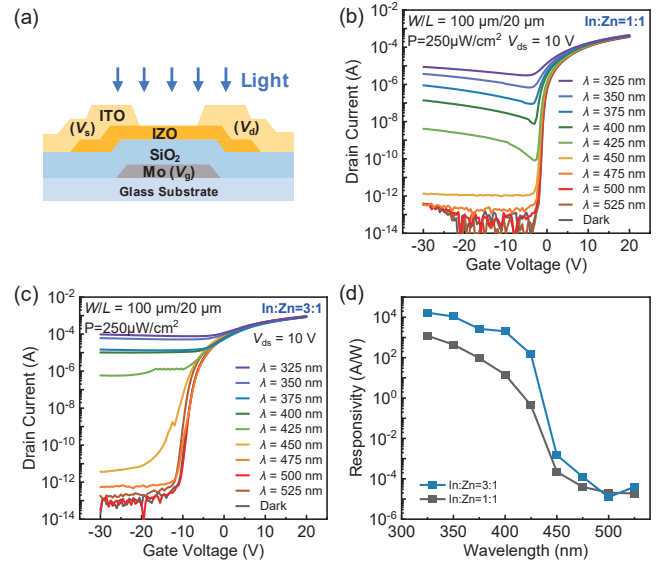 (a)
Light
ITO
(Vs)
IZO
(Vd)
SiO2
Mo (Vg)
Glass Substrate
(b)
W/L = 100 μm/20 μm
In:Zn=1:1
P=250μW/cm² Vds = 10 V
λ = 325 nm
λ = 350 nm
λ = 375 nm
λ = 400 nm
λ = 425 nm
λ = 450 nm
λ = 475 nm
λ = 500 nm
λ = 525 nm
Dark
Drain Current (A)
10⁻²
10⁻⁴
10⁻⁶
10⁻⁸
10⁻¹⁰
10⁻¹²
10⁻¹⁴
-30 -20 -10 0 10 20
Gate Voltage (V)
(c)
W/L = 100 μm/20 μm
In:Zn=3:1
P=250μW/cm²
Vds = 10 V
λ = 325 nm
λ = 350 nm
λ = 375 nm
λ = 400 nm
λ = 425 nm
λ = 450 nm
λ = 475 nm
λ = 500 nm
λ = 525 nm
Dark
Drain Current (A)
10⁻²
10⁻⁴
10⁻⁶
10⁻⁸
10⁻¹⁰
10⁻¹²
10⁻¹⁴
-30 -20 -10 0 10 20
Gate Voltage (V)
(d)
Responsivity (A/W)
10⁴
10²
10⁰
10⁻²
10⁻⁴
10⁻⁶
In:Zn=3:1
In:Zn=1:1
300 350 400 450 500
Wavelength (nm)